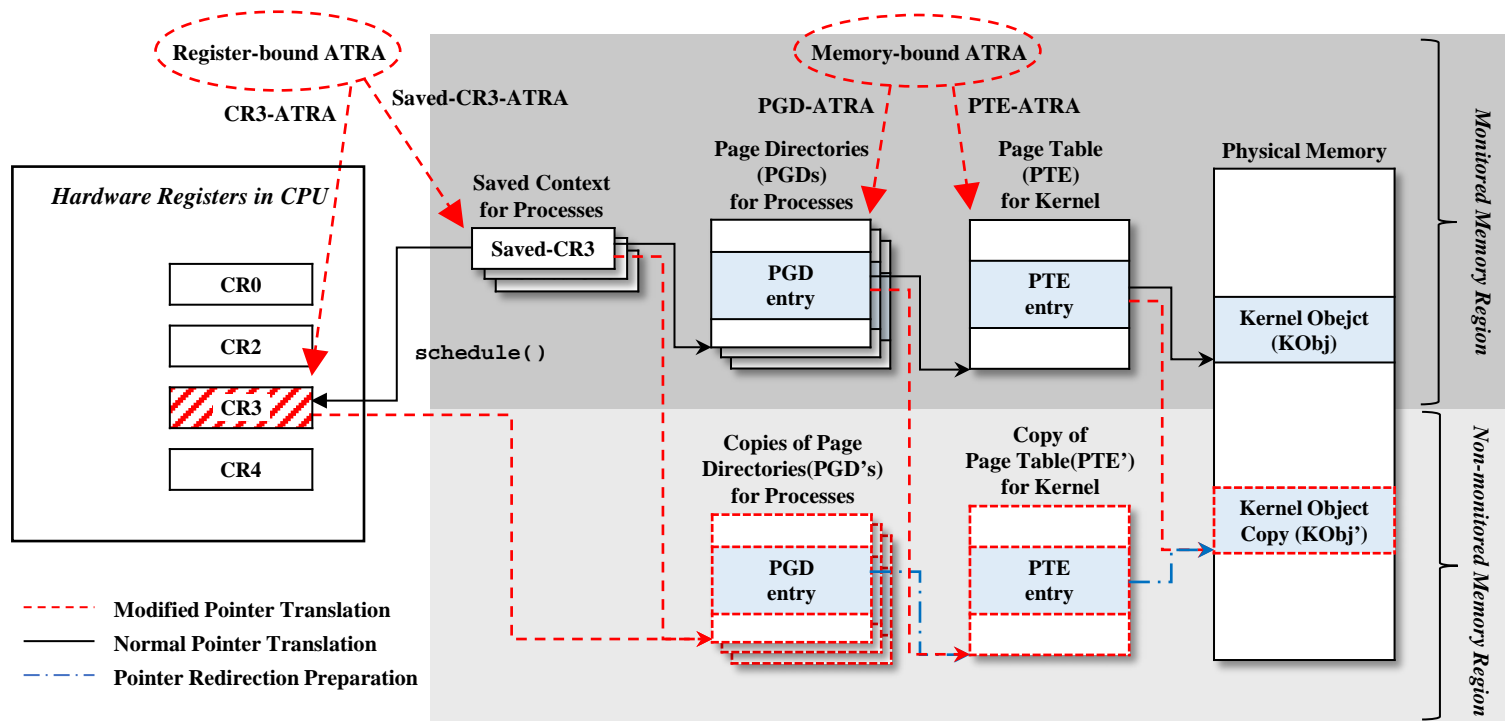 Register-bound ATRA
Memory-bound ATRA
CR3-ATRA
Saved-CR3-ATRA
PGD-ATRA
PTE-ATRA
Hardware Registers in CPU
CR0
CR2
CR3
CR4
schedule()
Saved Context
for Processes
Saved-CR3
Page Directories
(PGDs)
for Processes
PGD
entry
Page Table
(PTE)
for Kernel
PTE
entry
Physical Memory
Kernel Obejct
(KObj)
Kernel Object
Copy (KObj’)
Monitored Memory Region
Non-monitored Memory Region
Copies of Page
Directories(PGD’s)
for Processes
PGD
entry
Copy of
Page Table(PTE’)
for Kernel
PTE
entry
Modified Pointer Translation
Normal Pointer Translation
Pointer Redirection Preparation